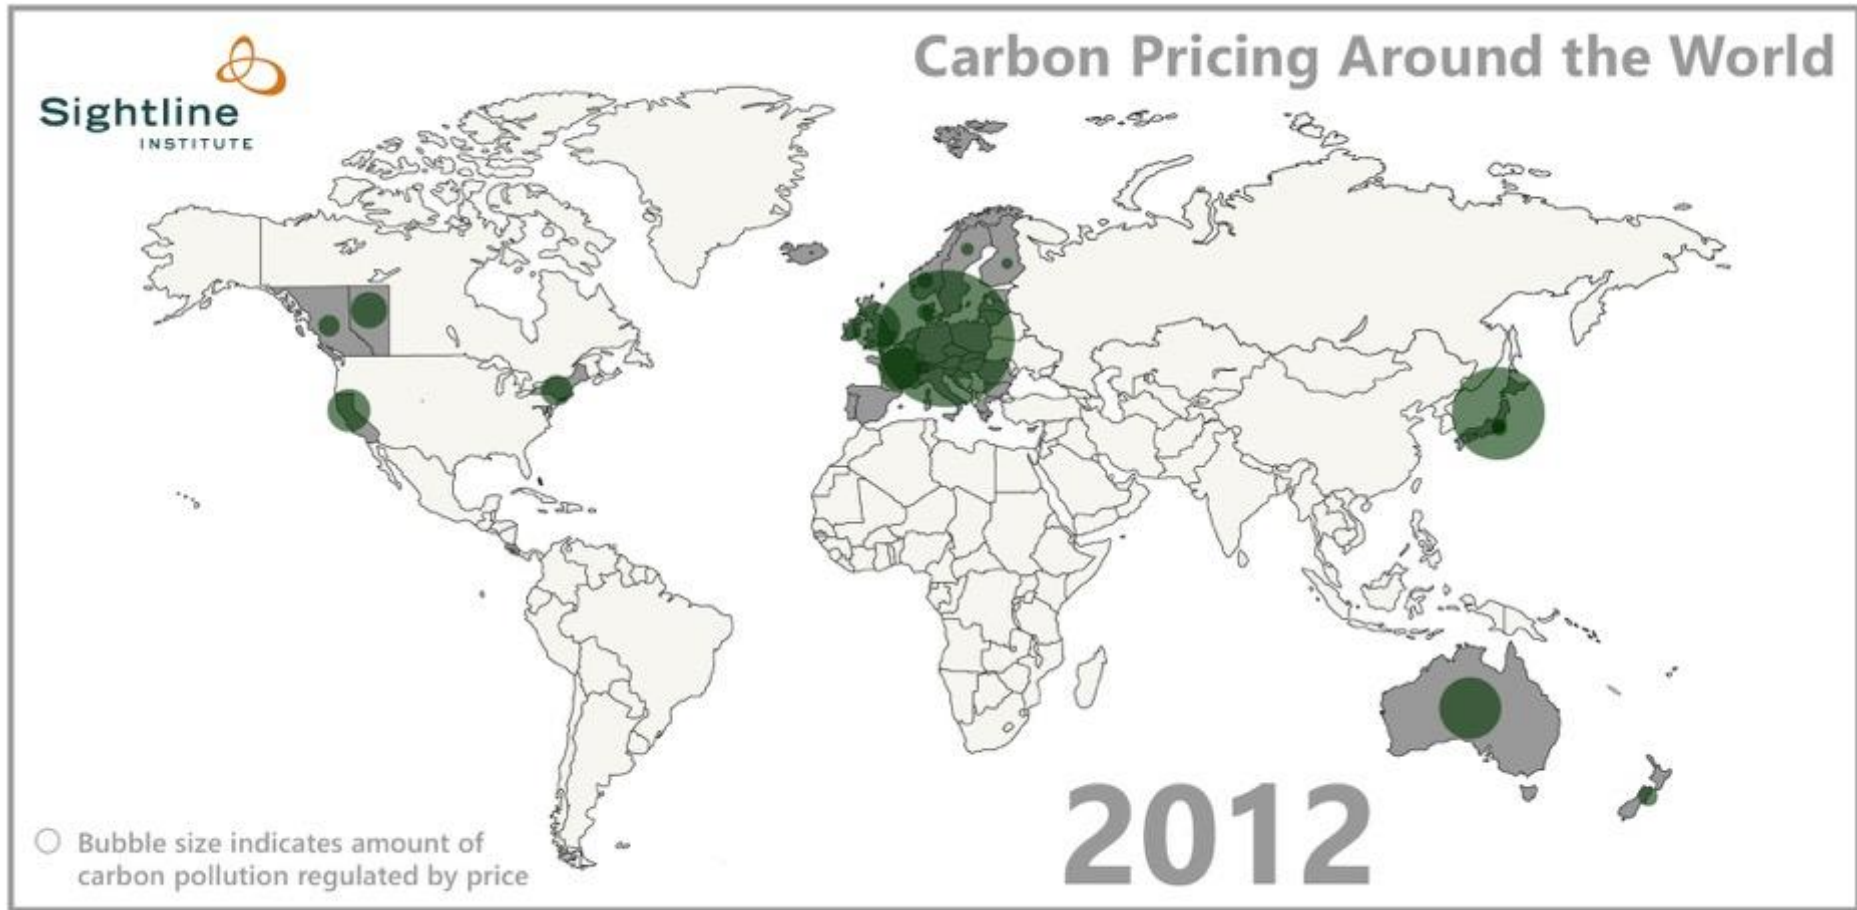 Sightline
INSTITUTE
Carbon Pricing Around the World
2012
Bubble size indicates amount of
carbon pollution regulated by price